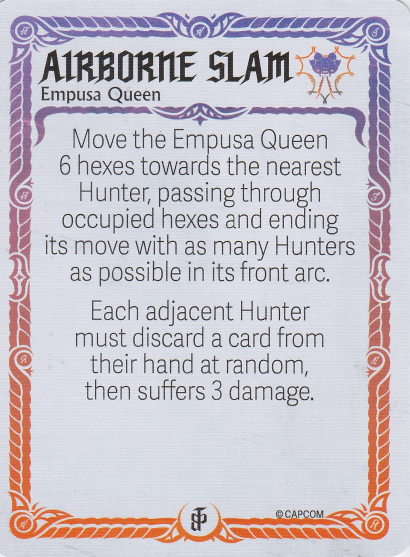 AIRBORNE SLAM
Empusa Queen
Move the Empusa Queen
6 hexes towards the nearest
Hunter, passing through
occupied hexes and ending
its move with as many Hunters
as possible in its front arc.
Each adjacent Hunter
must discard a card from
their hand at random,
then suffers 3 damage.
© CAPCOM